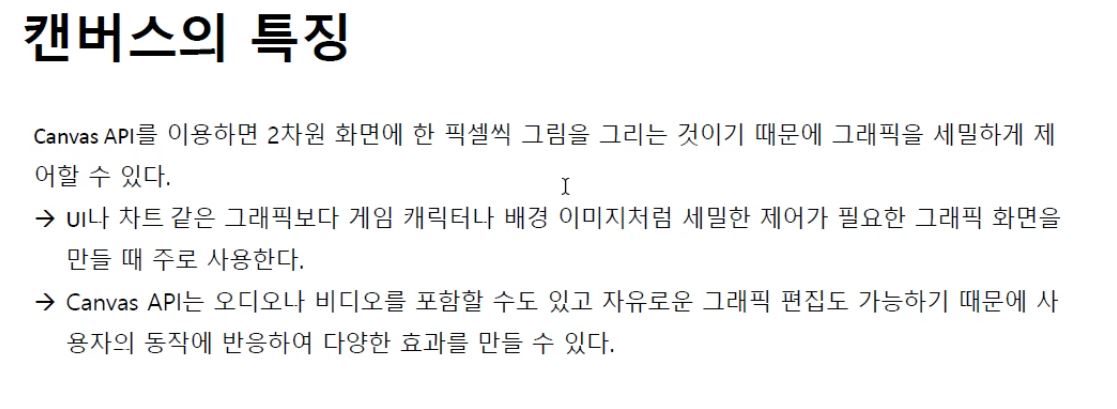 캔버스의 특징
Canvas API를 이용하면 2차원 화면에 한 픽셀씩 그림을 그리는 것이기 때문에 그래픽을 세밀하게 제
어할 수 있다.
→ UI나 차트 같은 그래픽보다 게임 캐릭터나 배경 이미지처럼 세밀한 제어가 필요한 그래픽 화면을
만들 때 주로 사용한다.
→ Canvas API는 오디오나 비디오를 포함할 수도 있고 자유로운 그래픽 편집도 가능하기 때문에 사
용자의 동작에 반응하여 다양한 효과를 만들 수 있다.